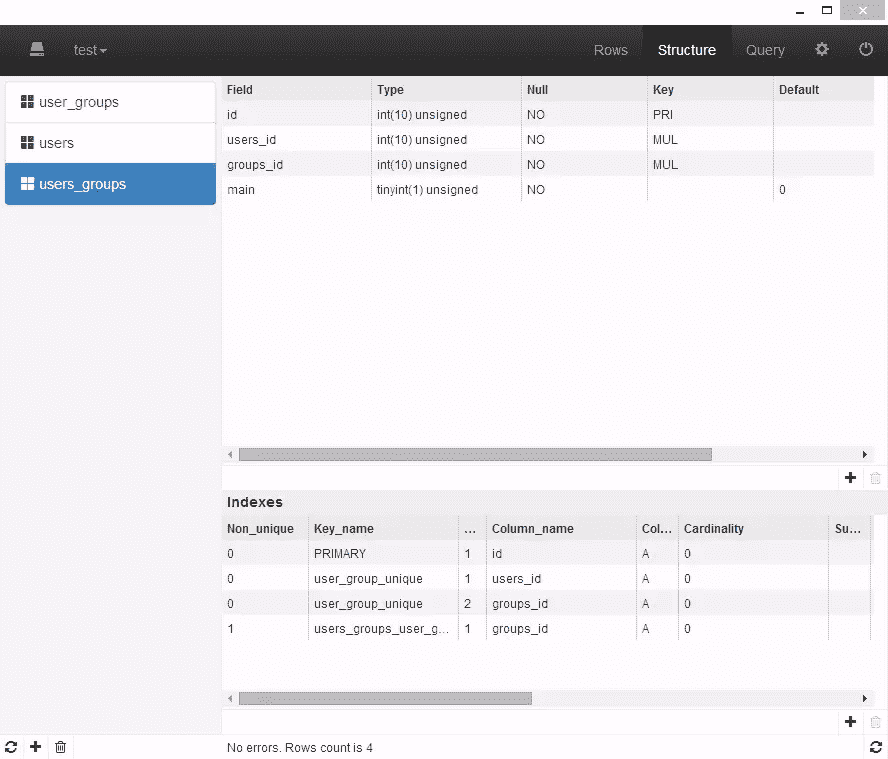 test
Rows Structure Query
user_groups
users
users_groups
Field Type Null Key Default
id int(10) unsigned NO PRI
users_id int(10) unsigned NO MUL
groups_id int(10) unsigned NO MUL
main tinyint(1) unsigned NO 0
Indexes
Non_unique Key_name ... Column_name Col... Cardinality Su...
0 PRIMARY 1 id A 0
0 user_group_unique 1 users_id A 0
0 user_group_unique 2 groups_id A 0
1 users_groups_user_g... 1 groups_id A 0
No errors. Rows count is 4